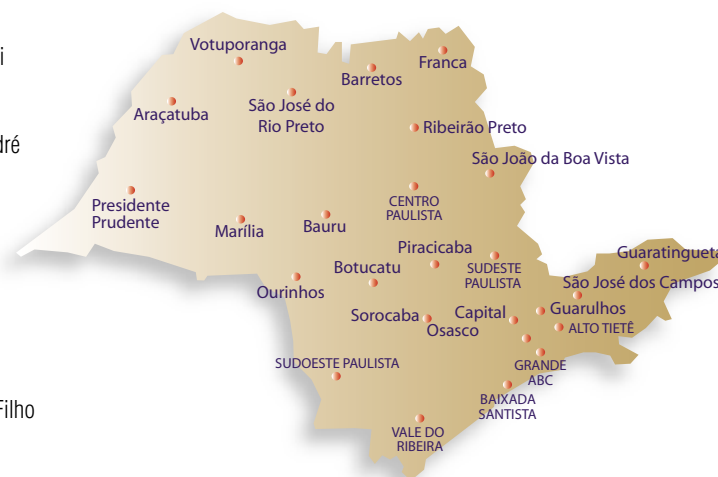 i
dré
Filho
Votuporanga
Franca
Barretos
Araçatuba
São José do
Rio Preto
Ribeirão Preto
São João da Boa Vista
Presidente
Prudente
CENTRO
PAULISTA
Marília
Bauru
Piracicaba
Botucatu
SUDESTE
PAULISTA
Guaratinguetá
São José dos Campos
Ourinhos
Sorocaba
Capital
Guarulhos
Osasco
ALTO TIETÊ
SUDOESTE PAULISTA
GRANDE
ABC
BAIXADA
SANTISTA
VALE DO
RIBEIRA